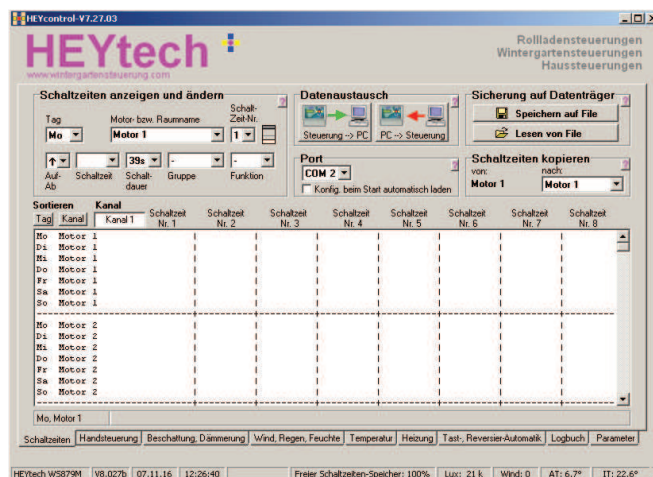 HEYcontrol-V7.27.03
HEYtech
www.wintergartensteuerung.com
Rollladensteuerungen
Wintergartensteuerungen
Haussteuerungen
Schaltzeiten anzeigen und ändern
Tag
Motor- bzw. Raumname
Schalt-
Zeit-Nr.
Mo
Motor 1
1
39s
-
-
Auf-
Ab
Schaltzeit
Schalt-
dauer
Gruppe
Funktion
Datenaustausch
Steuerung --> PC
PC --> Steuerung
Port
COM 2
Konfig. beim Start automatisch laden
Sicherung auf Datenträger
Speichern auf File
Lesen von File
Schaltzeiten kopieren
von:
nach:
Motor 1
Motor 1
Sortieren
Kanal
Tag
Kanal
Kanal 1
Schaltzeit
Nr. 1
Schaltzeit
Nr. 2
Schaltzeit
Nr. 3
Schaltzeit
Nr. 4
Schaltzeit
Nr. 5
Schaltzeit
Nr. 6
Schaltzeit
Nr. 7
Schaltzeit
Nr. 8
Mo Motor 1
Di Motor 1
Mi Motor 1
Do Motor 1
Fr Motor 1
Sa Motor 1
So Motor 1
Mo Motor 2
Di Motor 2
Mi Motor 2
Do Motor 2
Fr Motor 2
Sa Motor 2
So Motor 2
Mo, Motor 1
Schaltzeiten
Handsteuerung
Beschattung, Dämmerung
Wind, Regen, Feuchte
Temperatur
Heizung
Tast-, Reversier-Automatik
Logbuch
Parameter
HEYtech WS879M
V8.027b
07.11.16
12:26:40
Freier Schaltzeiten-Speicher: 100%
Lux: 21 k
Wind: 0
AT: 6.7°
IT: 22.6°